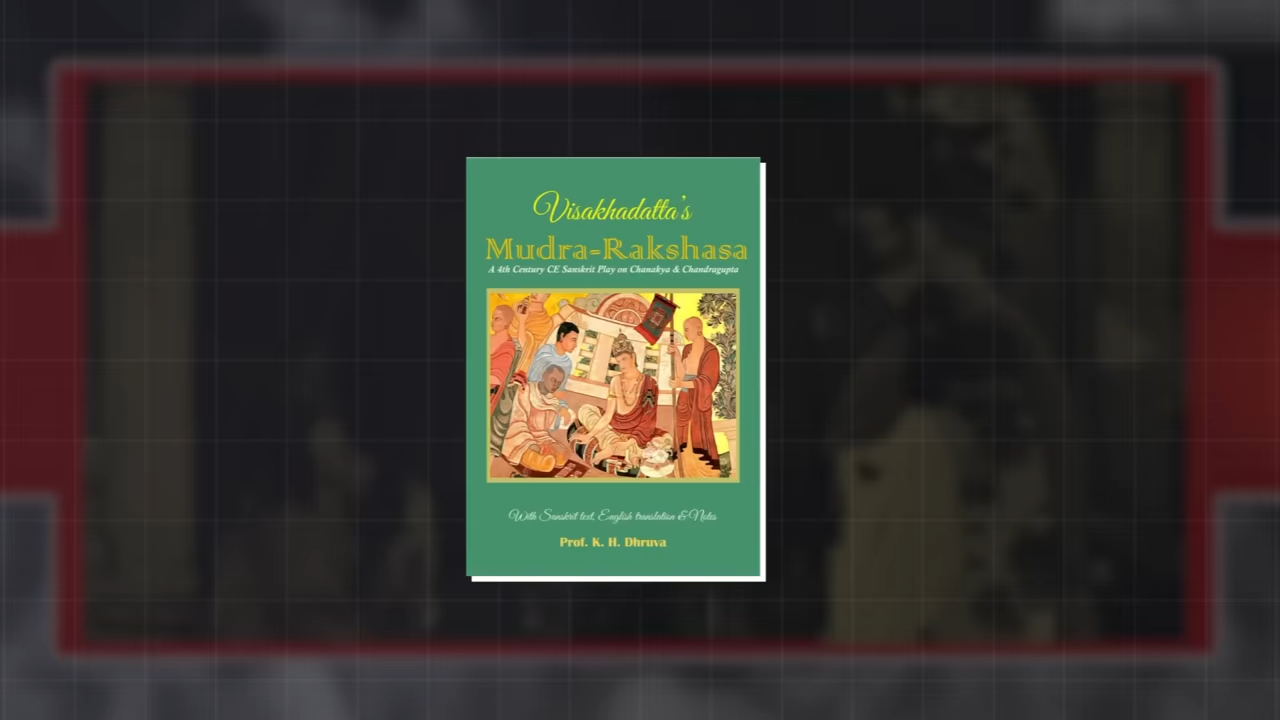 Visakhadatta's
Mudra-Rakshasa
A 4th Century CE Sanskrit Play on Chanakya & Chandragupta
With Sanskrit text, English translation & Notes
Prof. K. H. Dhruva